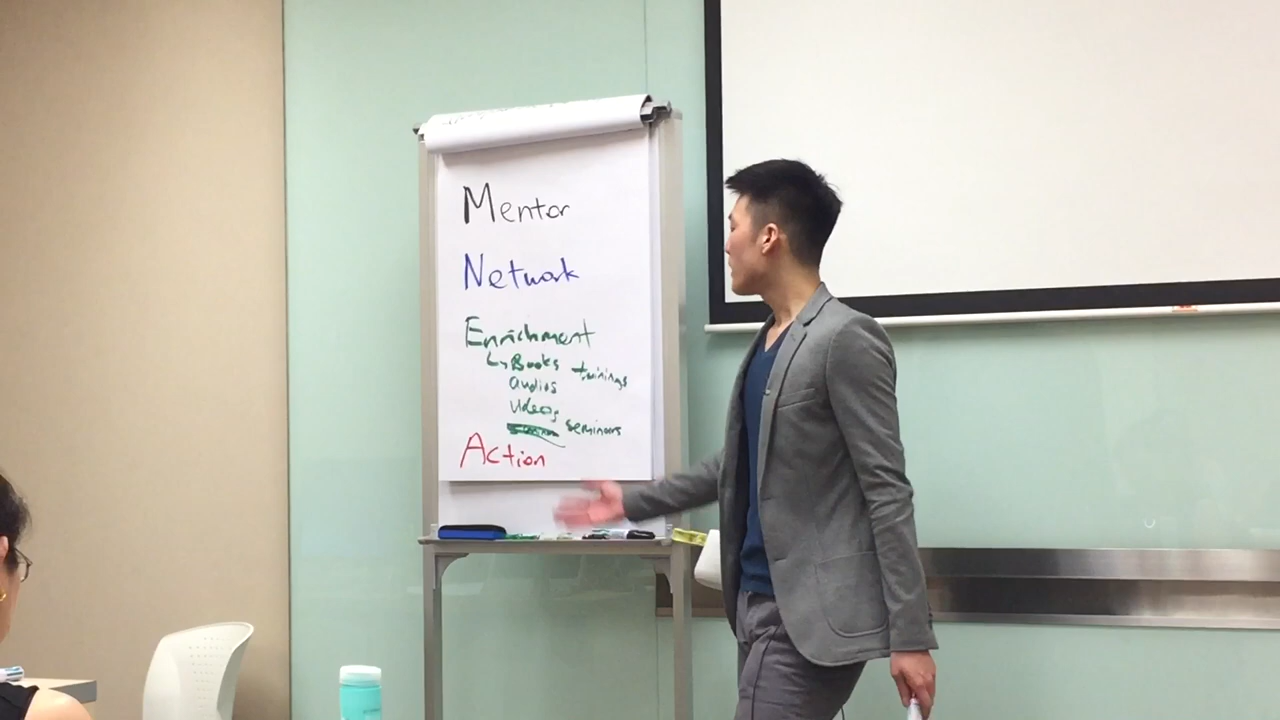 Mentor
Network
Enrichment
↳ Books trainings
audios
videos
seminars
Action